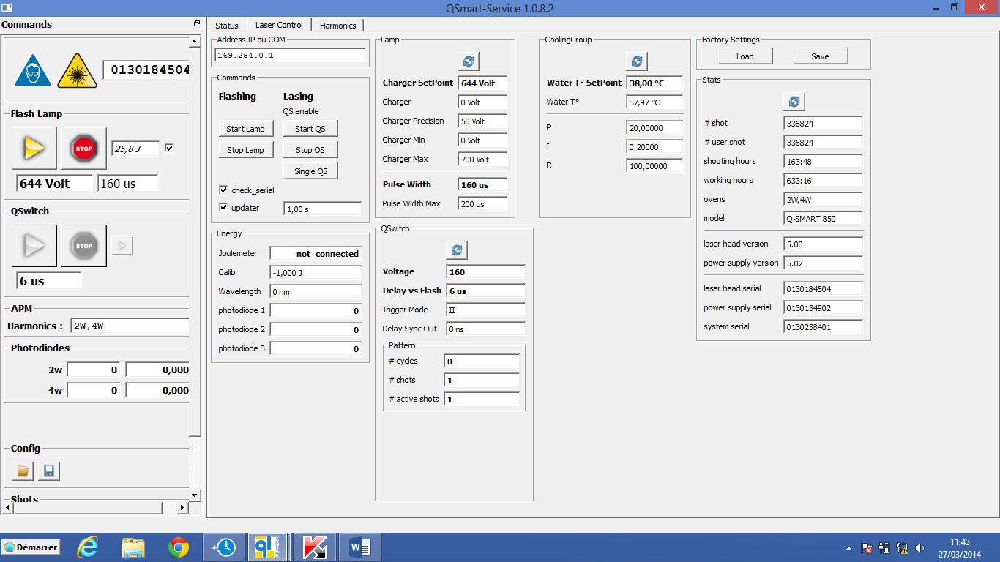 QSmart-Service 1.0.8.2
Commands
0130184504
Flash Lamp
STOP
25,8 J
644 Volt
160 us
QSwitch
STOP
6 us
APM
Harmonics :
2W,4W
Photodiodes
2w
0
0,000
4w
0
0,000
Config
Shots
Status
Laser Control
Harmonics
Address IP ou COM
169.254.0.1
Commands
Flashing
Lasing
QS enable
Start Lamp
Start QS
Stop Lamp
Stop QS
Single QS
check_serial
updater
1,00 s
Energy
Joulemeter
not_connected
Calib
-1,000 J
Wavelength
0 nm
photodiode 1
0
photodiode 2
0
photodiode 3
0
Lamp
Charger SetPoint
644 Volt
Charger
0 Volt
Charger Precision
50 Volt
Charger Min
0 Volt
Charger Max
700 Volt
Pulse Width
160 us
Pulse Width Max
200 us
QSwitch
Voltage
160
Delay vs Flash
6 us
Trigger Mode
II
Delay Sync Out
0 ns
Pattern
# cycles
0
# shots
1
# active shots
1
CoolingGroup
Water T° SetPoint
38,00 °C
Water T°
37,97 °C
P
20,00000
I
0,20000
D
100,00000
Factory Settings
Load
Save
Stats
# shot
336824
# user shot
336824
shooting hours
163:48
working hours
633:16
ovens
2W,4W
model
Q-SMART 850
laser head version
5.00
power supply version
5.02
laser head serial
0130184504
power supply serial
0130134902
system serial
0130238401
Démarrer
11:43
27/03/2014